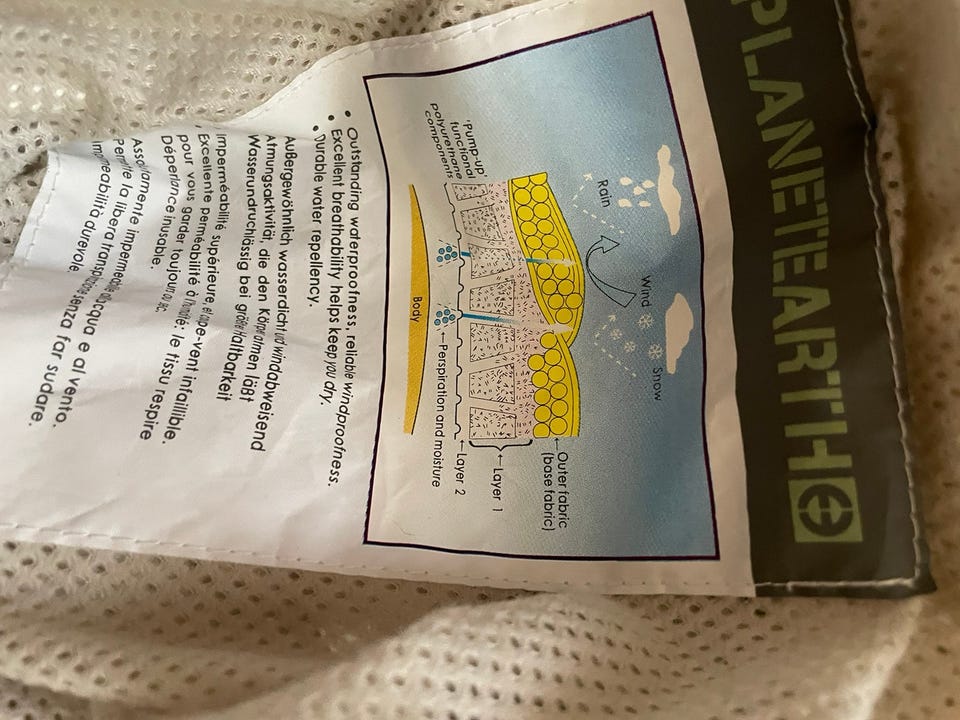 PLANETEARTH
Rain
Wind
Snow
'Pump-up'
functional
polyurethane
components
Outer fabric
(base fabric)
Layer 1
Layer 2
Perspiration and moisture
Body
• Outstanding waterproofness, reliable windproofness.
• Excellent breathability helps keep you dry.
• Durable water repellency.
Außergewöhnlich wasserdicht und windabweisend
Atmungsaktivität, die den Körper atmen läßt
Wasserundurchlässig bei größter Haltbarkeit
Imperméabilité supérieure, et cape-vent infaillible.
Excellente perméabilité à l'humidité; le tissu respire
pour vous garder toujours au sec.
Déperlance inusable.
Assolutamente impermeabile all'acqua e al vento.
Permette la libera traspirazione senza far sudare.
Impermeabilità durevole.